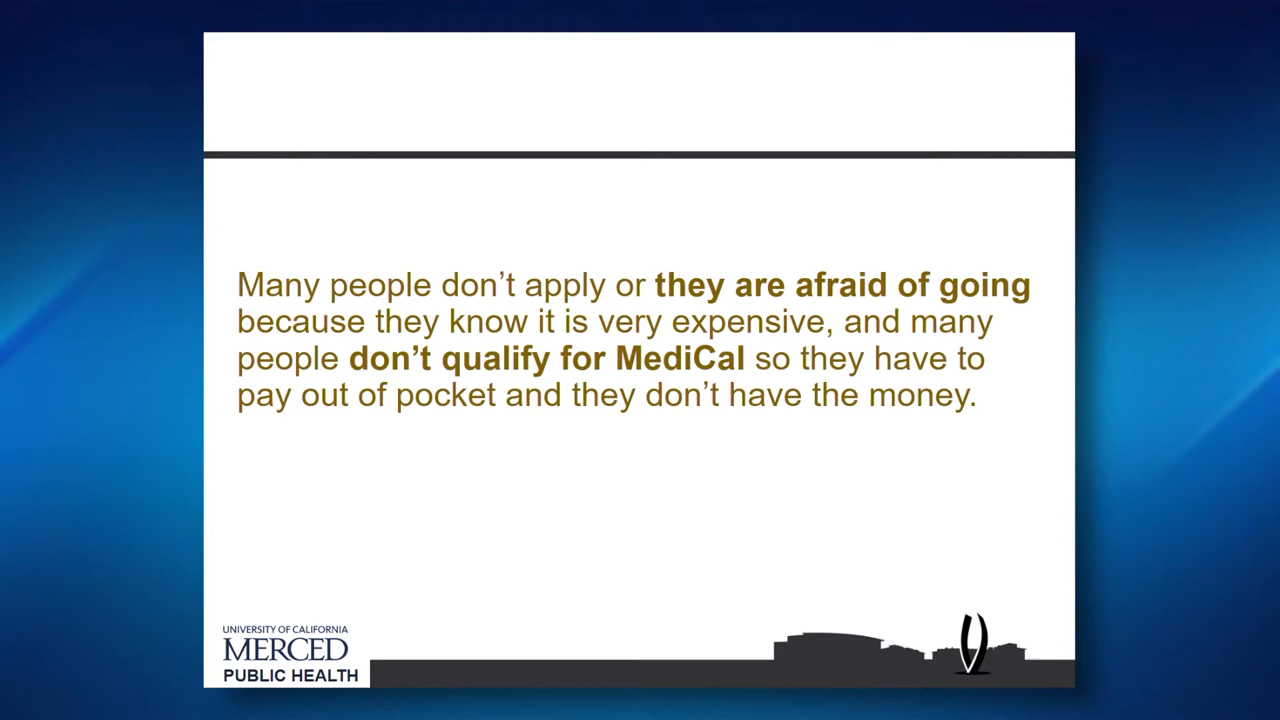 Many people don’t apply or they are afraid of going
because they know it is very expensive, and many
people don’t qualify for MediCal so they have to
pay out of pocket and they don’t have the money.
UNIVERSITY OF CALIFORNIA
MERCED
PUBLIC HEALTH